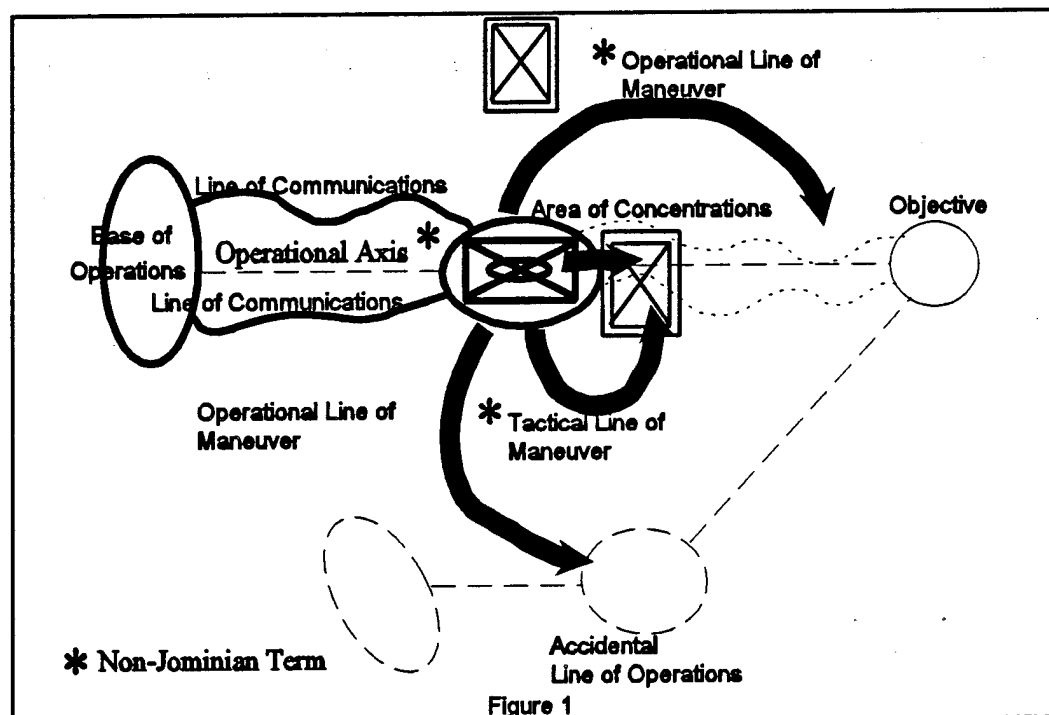 * Operational Line of
Maneuver
Line of Communications
Area of Concentrations
Objective
Base of
Operations
Operational Axis *
Line of Communications
Operational Line of
Maneuver
* Tactical Line of
Maneuver
Accidental
Line of Operations
* Non-Jominian Term
Figure 1